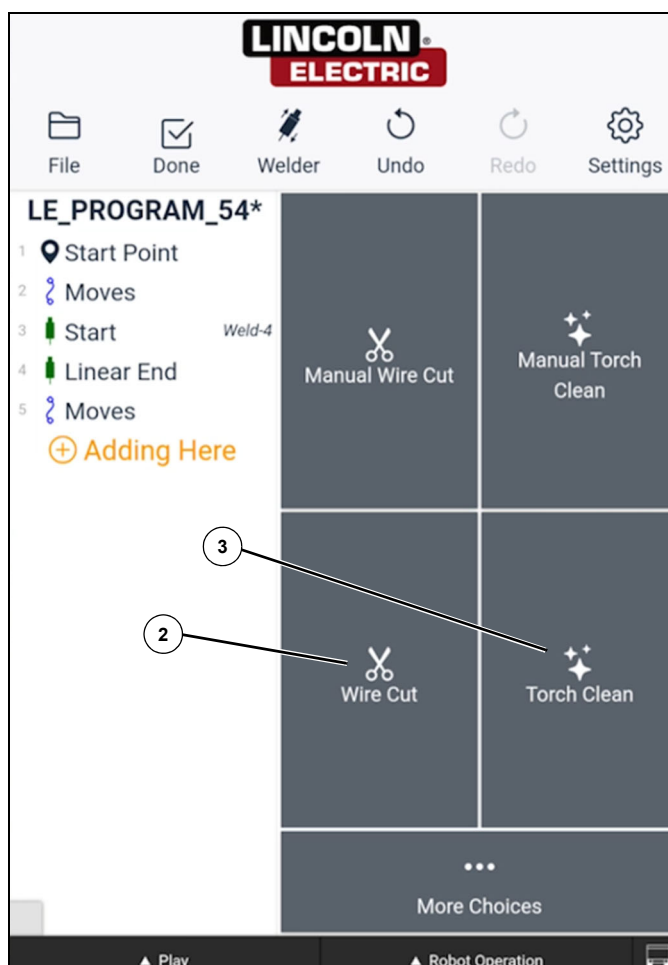 LINCOLN ®
ELECTRIC
File Done Welder Undo Redo Settings
LE_PROGRAM_54*
1 Start Point
2 Moves
3 Start Weld-4
4 Linear End
5 Moves
Adding Here
Manual Wire Cut
Manual Torch
Clean
3
2
Wire Cut
Torch Clean
More Choices
Play Robot Operation